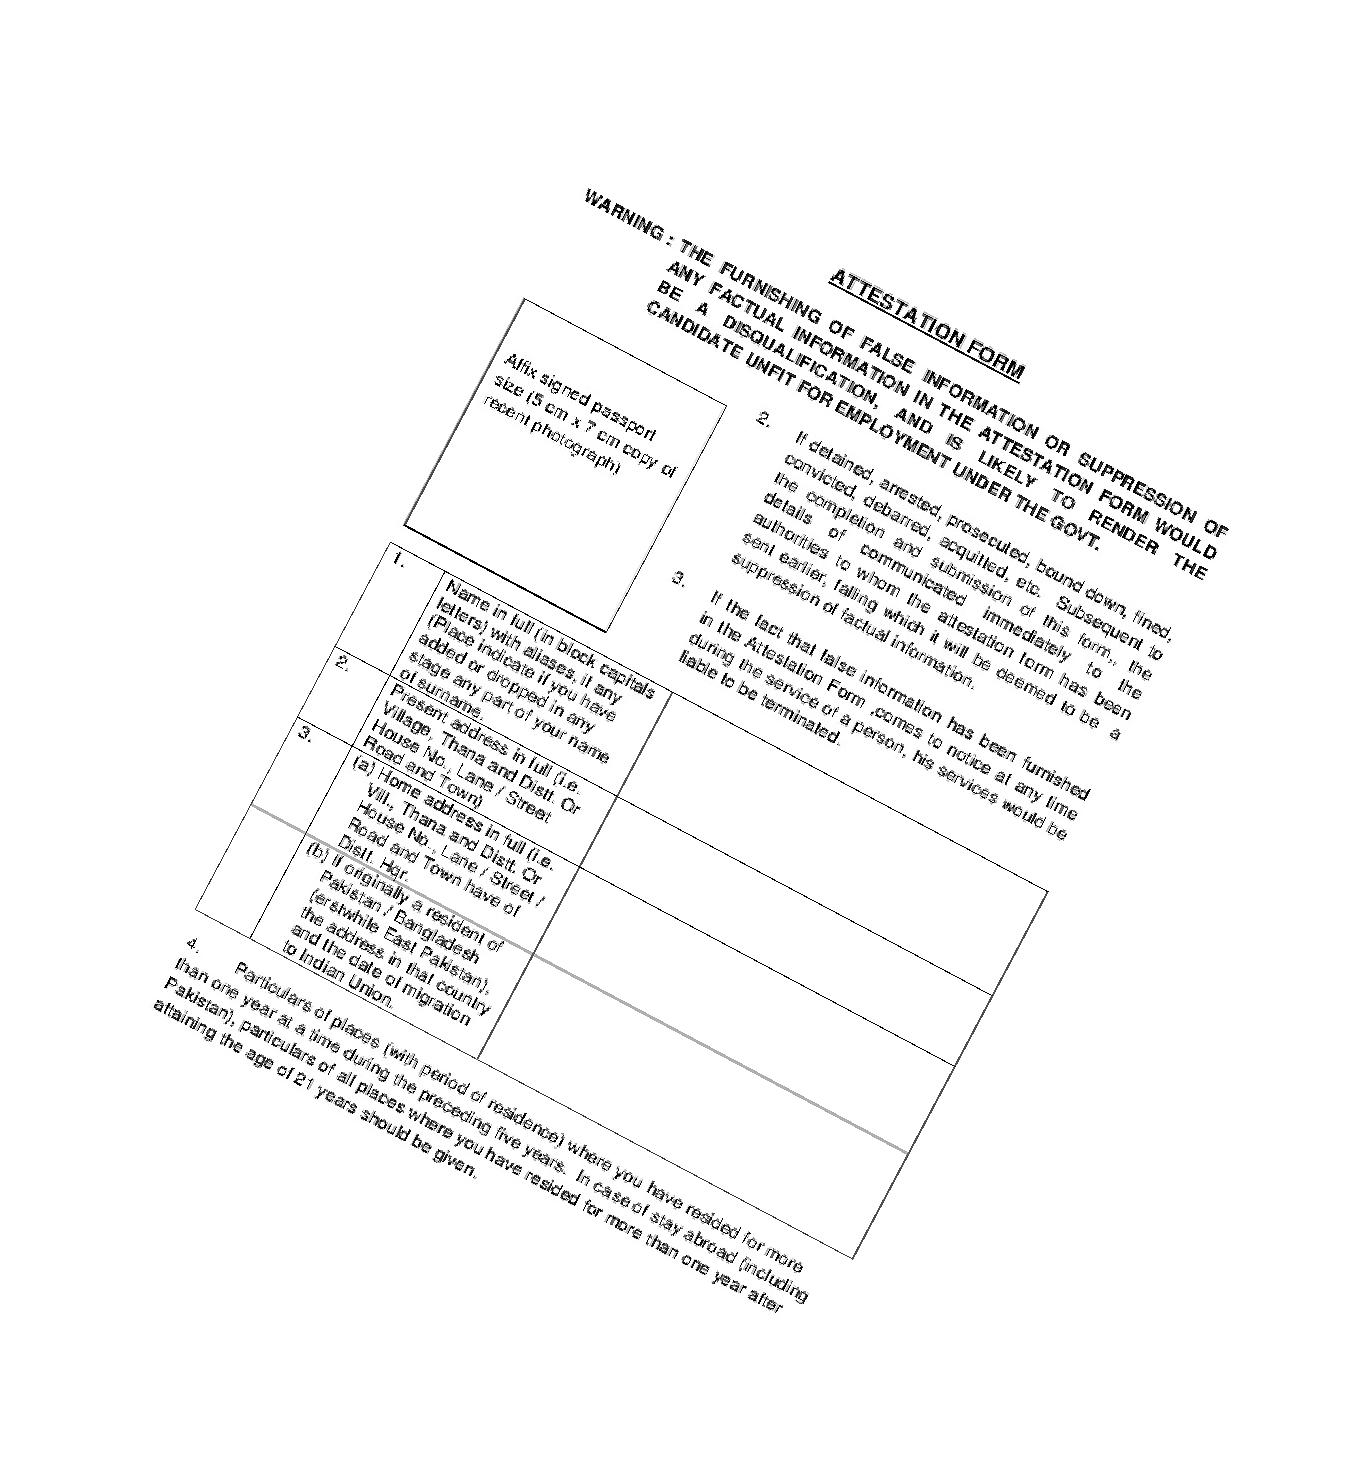 ATTESTATION FORM
WARNING : THE FURNISHING OF FALSE INFORMATION OR SUPPRESSION OF
ANY FACTUAL INFORMATION IN THE ATTESTATION FORM WOULD
BE A DISQUALIFICATION, AND IS LIKELY TO RENDER THE
CANDIDATE UNFIT FOR EMPLOYMENT UNDER THE GOVT.
Affix signed passport
size (5 cm x 7 cm copy of
recent photograph)
2.
If detained, arrested, prosecuted, bound down, fined,
convicted, debarred, acquitted, etc. Subsequent to
the completion and submission of this form., the
details of communicated immediately to the
authorities to whom the attestation form has been
sent earlier, falling which it will be deemed to be a
suppression of factual information.
3.
If the fact that false information has been furnished
in the Attestation Form ,comes to notice at any time
during the service of a person, his services would be
liable to be terminated.
1.
Name in full (in block capitals
letters) with aliases, if any
(Place indicate if you have
added or dropped in any
stage any part of your name
of surname.
2.
Present address in full (i.e.
Village, Thana and Distt. Or
House No., Lane / Street
Road and Town)
3.
(a) Home address in full (i.e.
Vill., Thana and Distt. Or
House No., Lane / Street /
Road and Town have of
Distt. Hqr.
(b) If originally a resident of
Pakistan / Bangladesh
(erstwhile East Pakistan),
the address in that country
and the date of migration
to Indian Union.
4.
Particulars of places (with period of residence) where you have resided for more
than one year at a time during the preceding five years. In case of stay abroad (including
Pakistan), particulars of all places where you have resided for more than one year after
attaining the age of 21 years should be given.